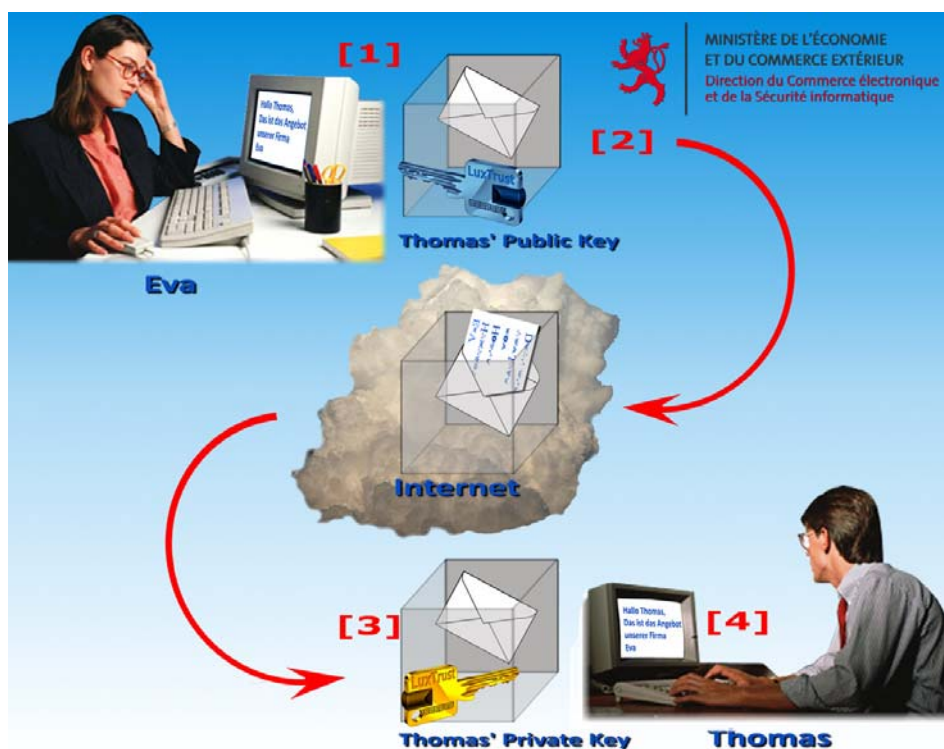 [1]
MINISTÈRE DE L'ÉCONOMIE
ET DU COMMERCE EXTÉRIEUR
Direction du Commerce électronique
et de la Sécurité informatique
Hallo Thomas,
Das ist das Angebot
unserer Firma
Eva
[2]
LuxTrust
Thomas' Public Key
Eva
Internet
[3]
LuxTrust
Thomas' Private Key
Hallo Thomas,
Das ist das Angebot
unserer Firma
Eva
[4]
Thomas